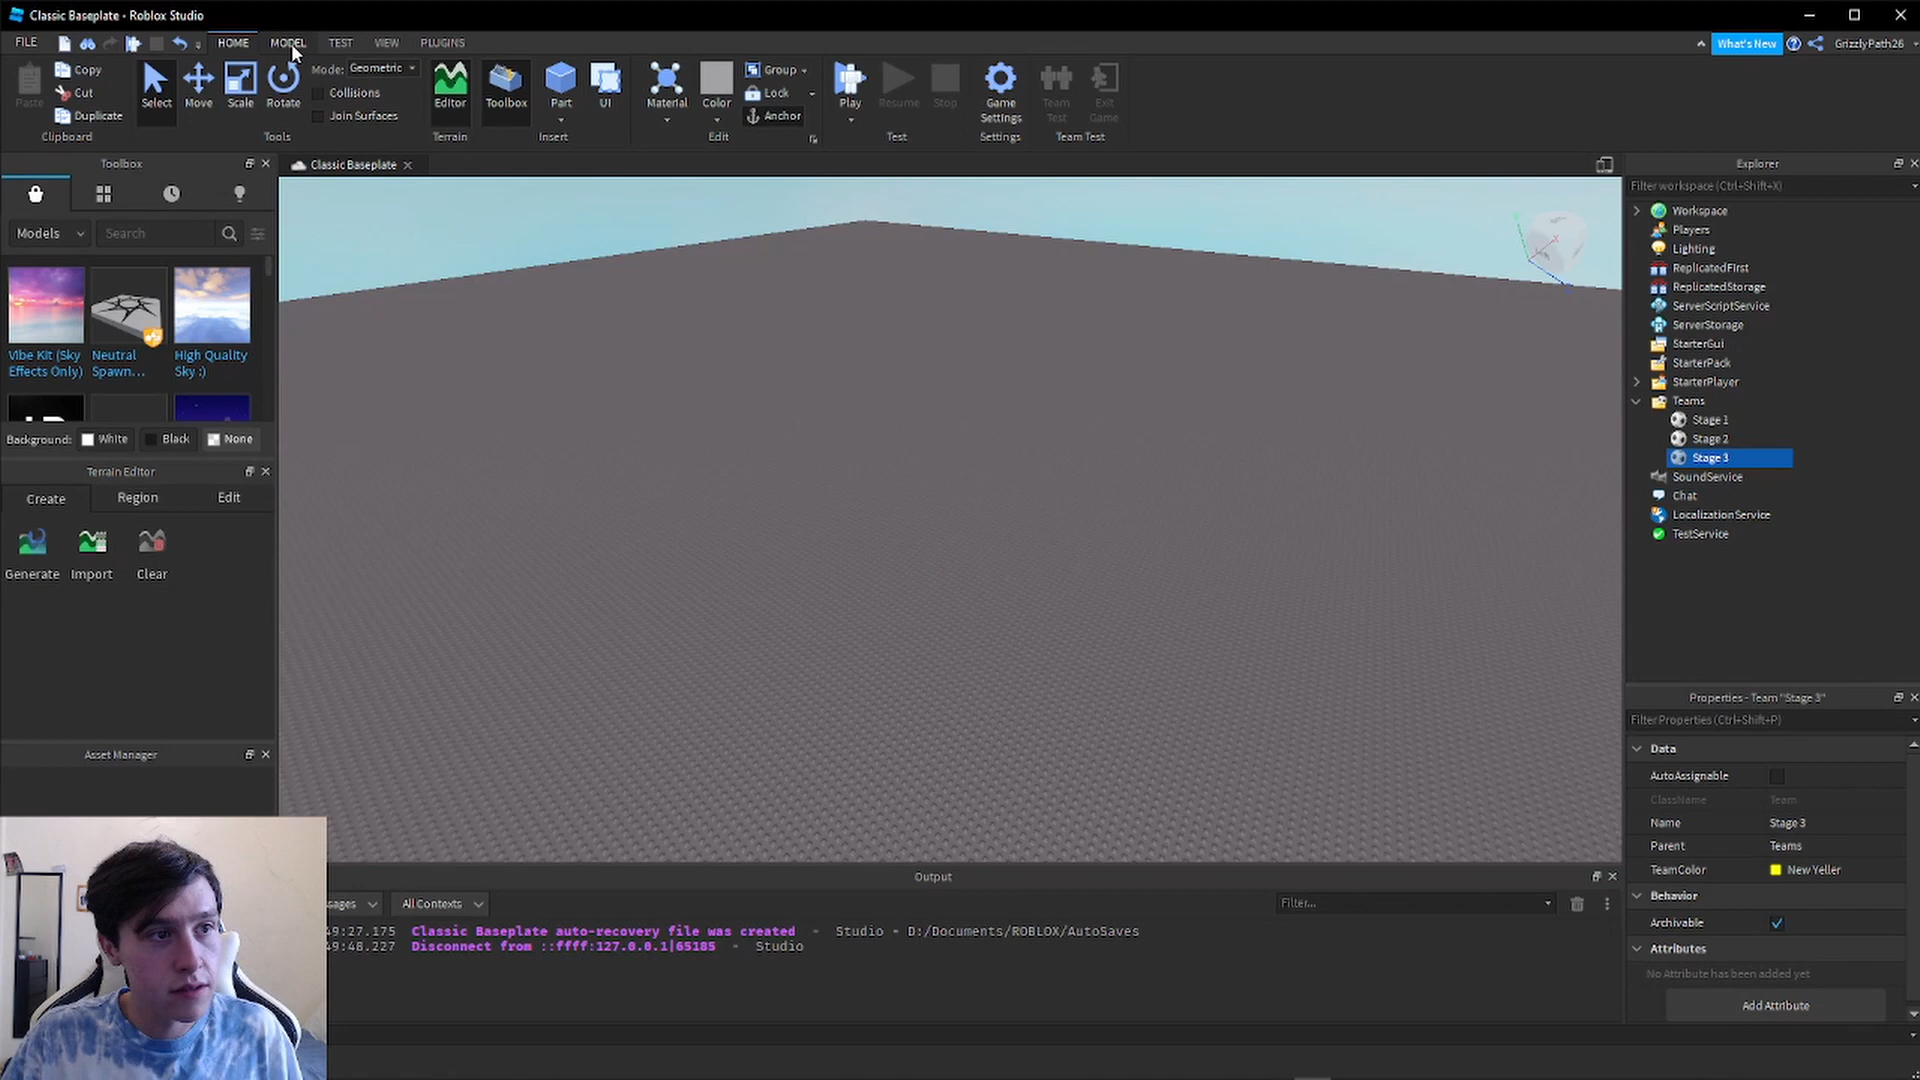 Classic Baseplate • Roblox Studio
FILE HOME MODEL TEST VIEW PLUGINS What's New GrizzlyPath26
Paste Copy Cut Duplicate Clipboard
Select Move Scale Rotate Mode: Geometric Collisions Join Surfaces Tools
Editor Terrain
Toolbox Part UI Insert
Material Color Group Lock Anchor Edit
Play Resume Stop Test
Game Settings Settings
Team Test Exit Game Team Test
Toolbox
Models Search
Vibe Kit (Sky Effects Only)
Neutral Spawn...
High Quality Sky :)
Background: White Black None
Terrain Editor
Create Region Edit
Generate Import Clear
Asset Manager
Classic Baseplate
Explorer
Filter workspace (Ctrl+Shift+X)
Workspace
Players
Lighting
ReplicatedFirst
ReplicatedStorage
ServerScriptService
ServerStorage
StarterGui
StarterPack
StarterPlayer
Teams
Stage 1
Stage 2
Stage 3
SoundService
Chat
LocalizationService
TestService
Properties - Team "Stage 3"
Filter Properties (Ctrl+Shift+P)
Data
AutoAssignable
ClassName Team
Name Stage 3
Parent Teams
TeamColor New Yeller
Behavior
Archivable
Attributes
No Attribute has been added yet
Add Attribute
Output
sages All Contexts Filter...
49:27.175 Classic Baseplate auto-recovery file was created - Studio - D:/Documents/ROBLOX/AutoSaves
49:48.227 Disconnect from ::ffff:127.0.0.1|65185 - Studio